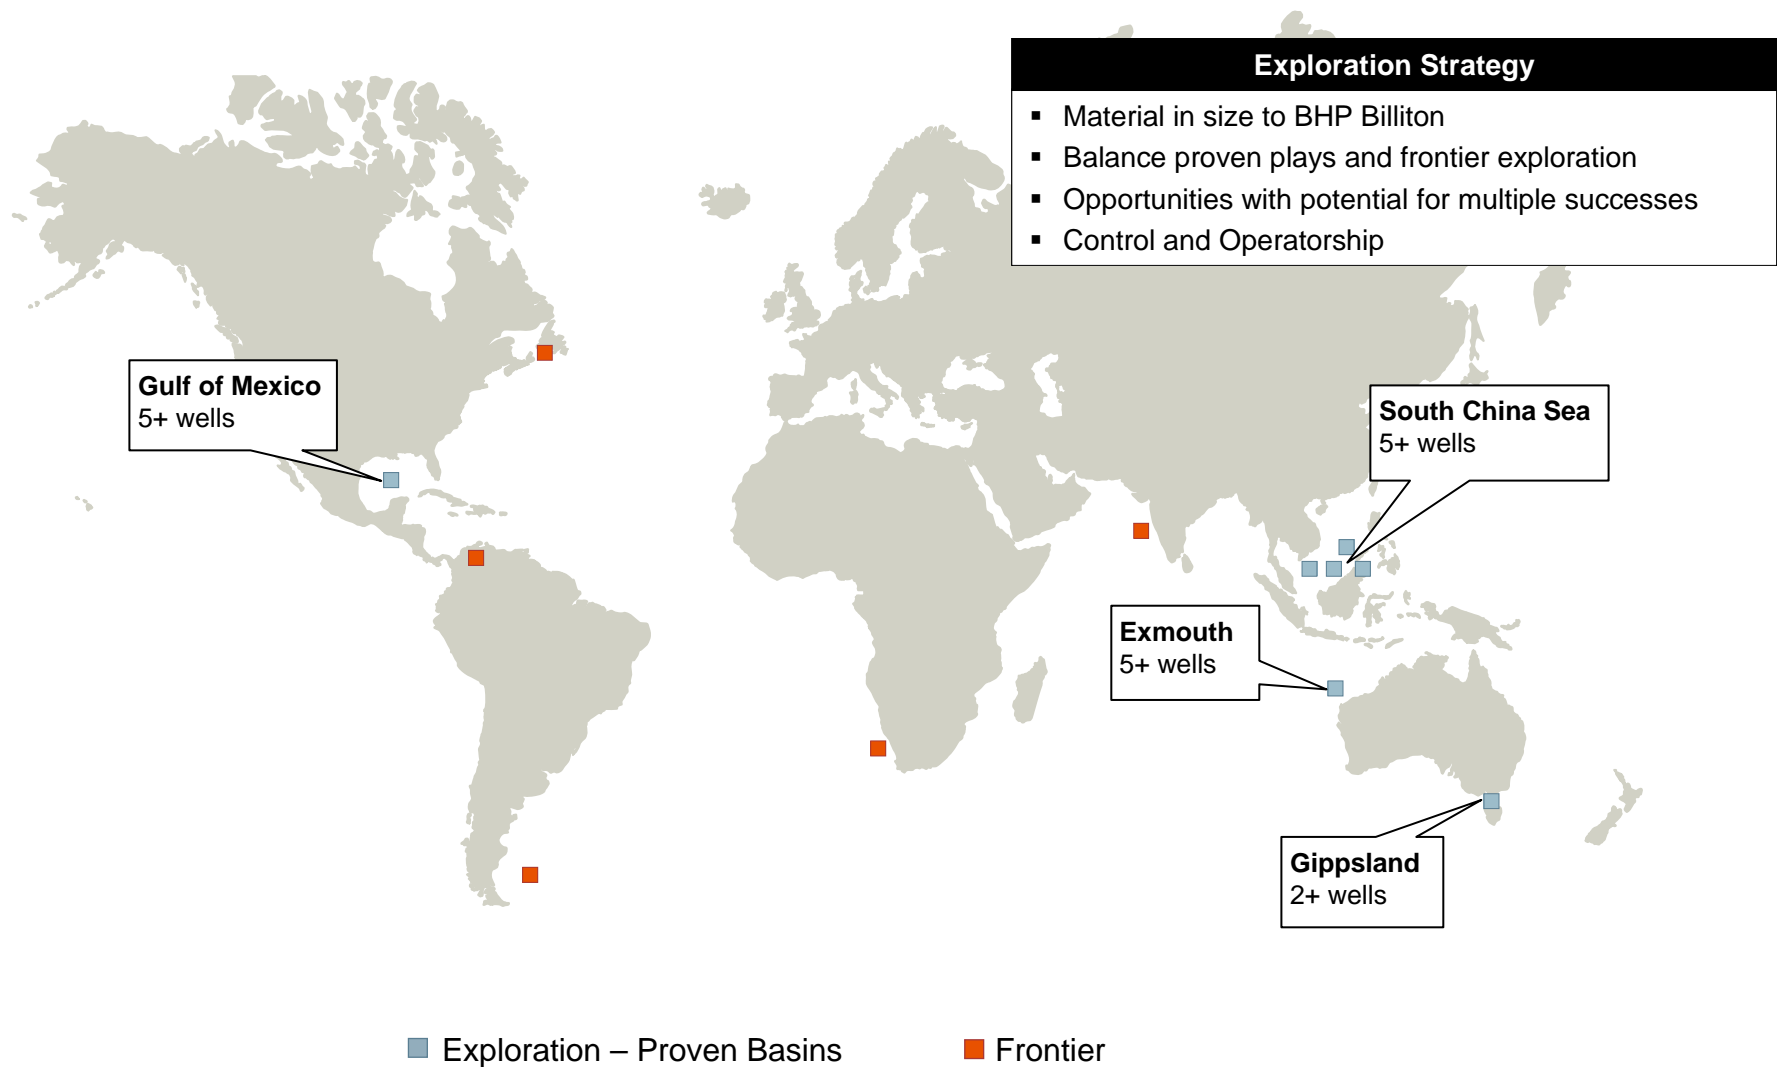 Exploration Strategy
▪ Material in size to BHP Billiton
▪ Balance proven plays and frontier exploration
▪ Opportunities with potential for multiple successes
▪ Control and Operatorship
Gulf of Mexico
5+ wells
South China Sea
5+ wells
Exmouth
5+ wells
Gippsland
2+ wells
Exploration – Proven Basins
Frontier